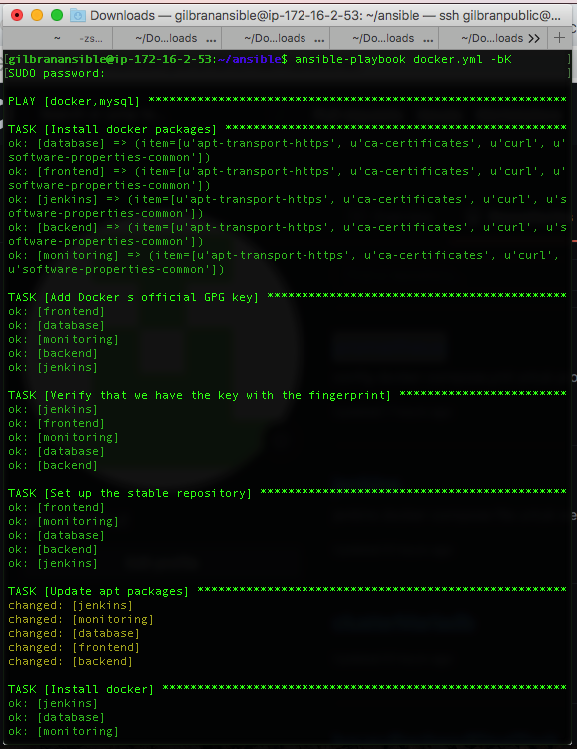 Downloads — gilbranansible@ip-172-16-2-53: ~/ansible — ssh gilbranpublic@...
~ -zs... ~/Do...loads ... ~/Do...loads ... ~/Do...loads ... ~/Do...loads >> +
[gilbranansible@ip-172-16-2-53:~/ansible$ ansible-playbook docker.yml -bK ]
[SUDO password: ]
PLAY [docker,mysql] *******************************************************
TASK [Install docker packages] *********************************************
ok: [database] => (item=[u'apt-transport-https', u'ca-certificates', u'curl', u'
software-properties-common'])
ok: [frontend] => (item=[u'apt-transport-https', u'ca-certificates', u'curl', u'
software-properties-common'])
ok: [jenkins] => (item=[u'apt-transport-https', u'ca-certificates', u'curl', u's
oftware-properties-common'])
ok: [backend] => (item=[u'apt-transport-https', u'ca-certificates', u'curl', u's
oftware-properties-common'])
ok: [monitoring] => (item=[u'apt-transport-https', u'ca-certificates', u'curl',
u'software-properties-common'])
TASK [Add Docker s official GPG key] ***************************************
ok: [frontend]
ok: [database]
ok: [monitoring]
ok: [backend]
ok: [jenkins]
TASK [Verify that we have the key with the fingerprint] **********************
ok: [jenkins]
ok: [frontend]
ok: [monitoring]
ok: [database]
ok: [backend]
TASK [Set up the stable repository] ****************************************
ok: [frontend]
ok: [monitoring]
ok: [database]
ok: [backend]
ok: [jenkins]
TASK [Update apt packages] *************************************************
changed: [jenkins]
changed: [monitoring]
changed: [database]
changed: [frontend]
changed: [backend]
TASK [Install docker] ******************************************************
ok: [jenkins]
ok: [database]
ok: [monitoring]